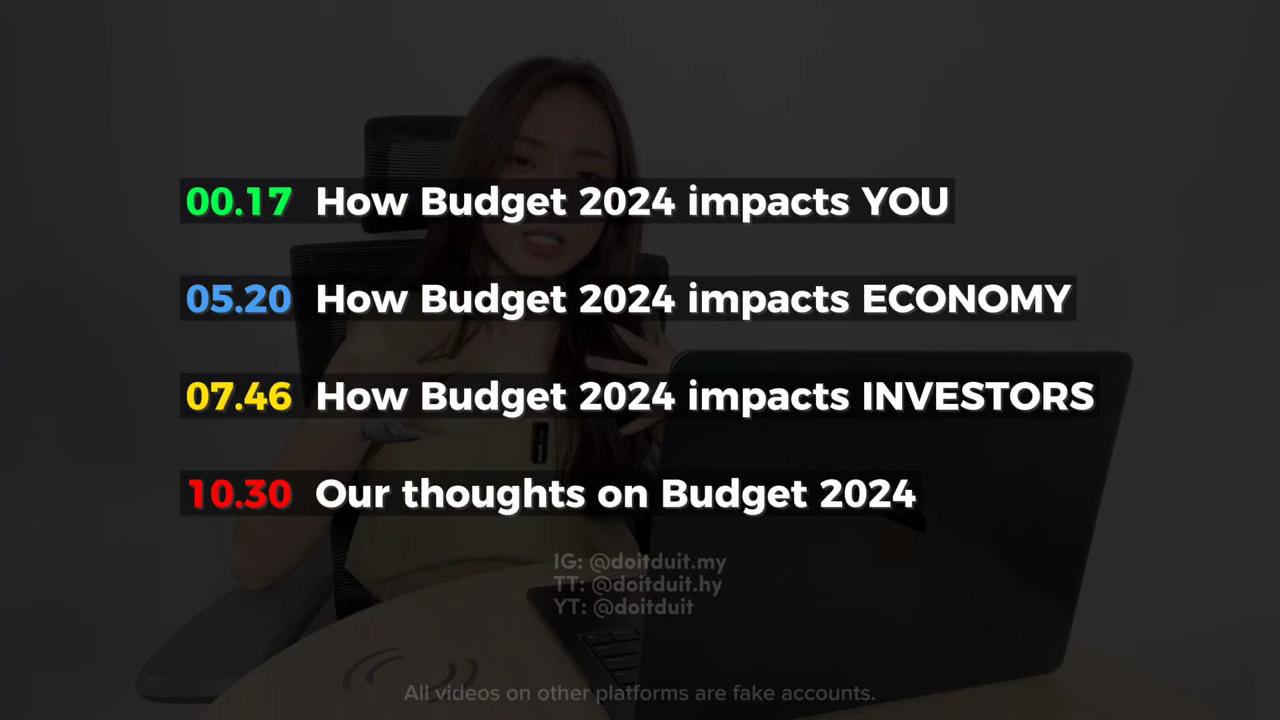 00.17 How Budget 2024 impacts YOU
05.20 How Budget 2024 impacts ECONOMY
07.46 How Budget 2024 impacts INVESTORS
10.30 Our thoughts on Budget 2024
IG: @doitduit.my
TT: @doitduit.hy
YT: @doitduit
All videos on other platforms are fake accounts.